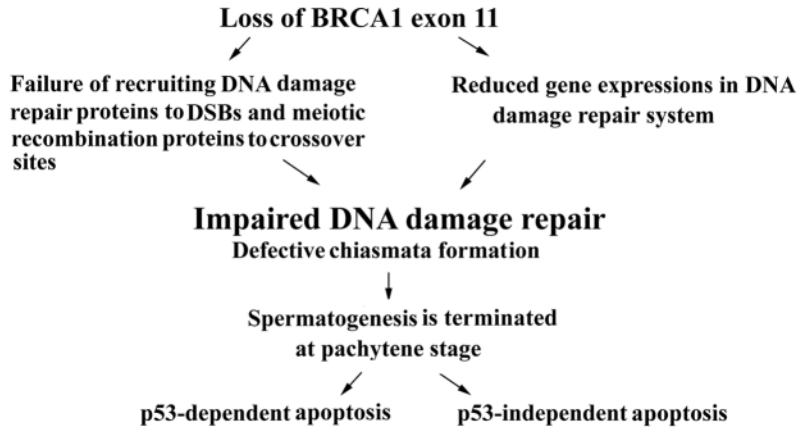 Loss of BRCA1 exon 11
Failure of recruiting DNA damage
repair proteins to DSBs and meiotic
recombination proteins to crossover
sites
Reduced gene expressions in DNA
damage repair system
Impaired DNA damage repair
Defective chiasmata formation
Spermatogenesis is terminated
at pachytene stage
p53-dependent apoptosis
p53-independent apoptosis